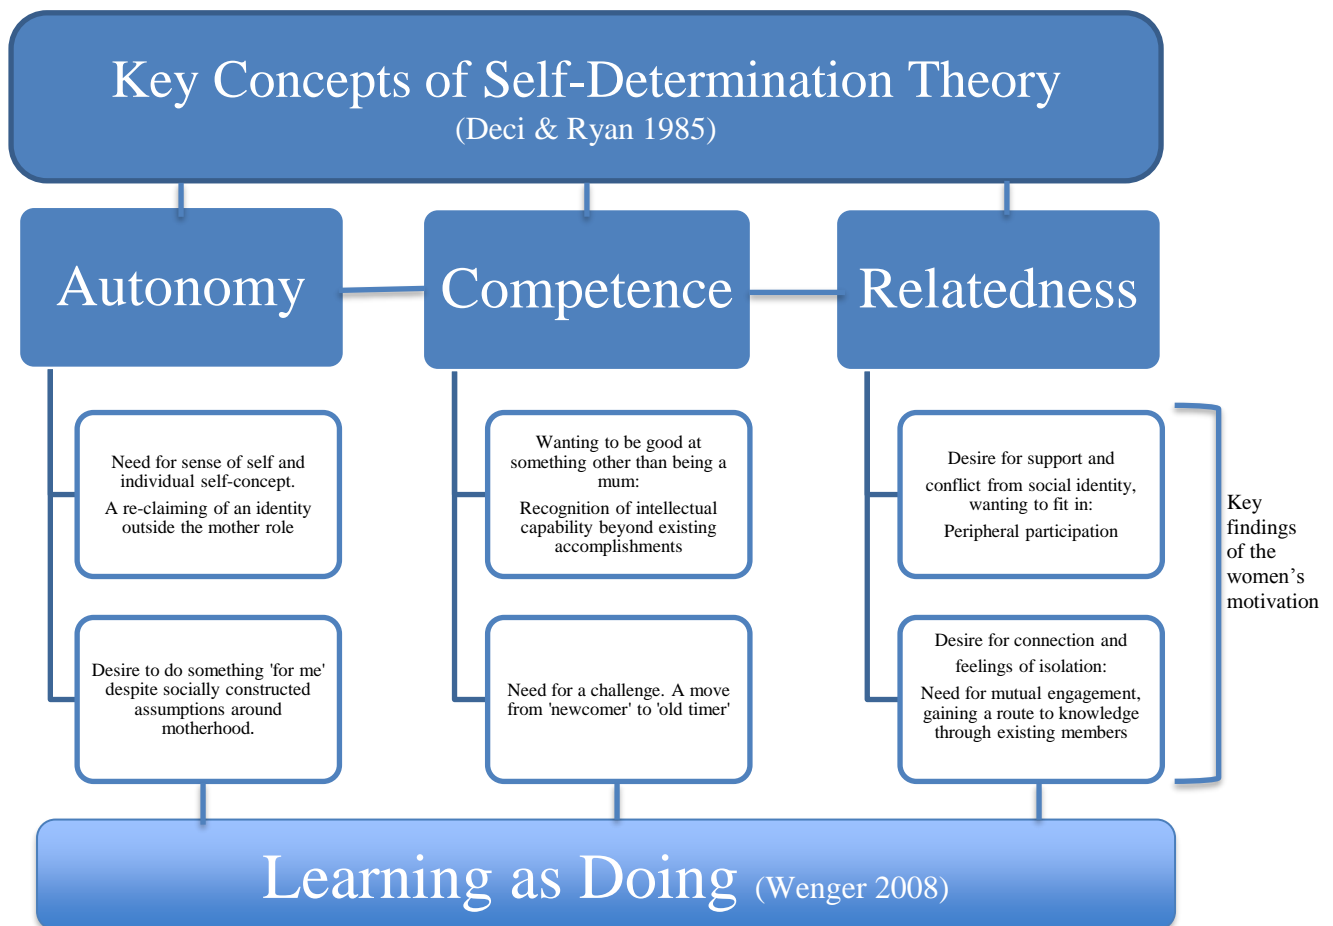 Key Concepts of Self-Determination Theory
(Deci & Ryan 1985)
Autonomy
Competence
Relatedness
Need for sense of self and
individual self-concept.
A re-claiming of an identity
outside the mother role
Desire to do something 'for me'
despite socially constructed
assumptions around
motherhood.
Wanting to be good at
something other than being a
mum:
Recognition of intellectual
capability beyond existing
accomplishments
Need for a challenge. A move
from 'newcomer' to 'old timer'
Desire for support and
conflict from social identity,
wanting to fit in:
Peripheral participation
Desire for connection and
feelings of isolation:
Need for mutual engagement,
gaining a route to knowledge
through existing members
Key
findings
of the
women’s
motivation
Learning as Doing (Wenger 2008)